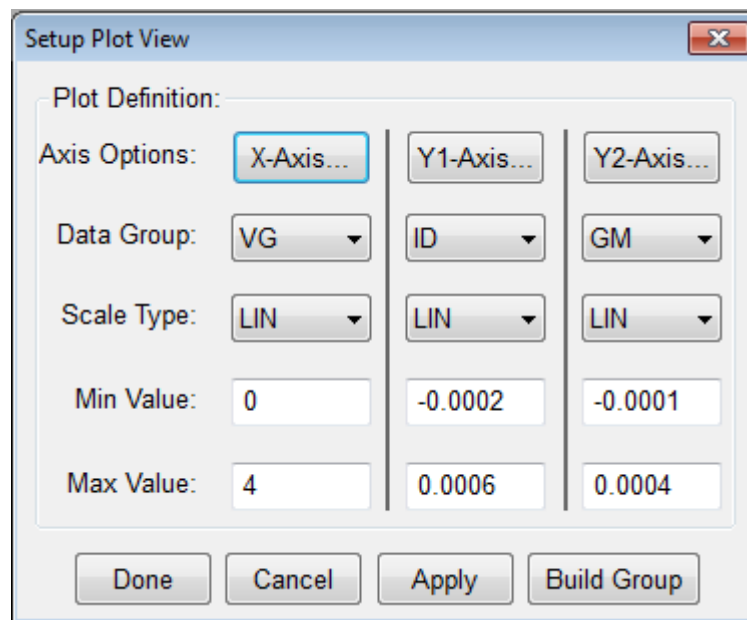 Setup Plot View
Plot Definition:
Axis Options: X-Axis... Y1-Axis... Y2-Axis...
Data Group: VG ID GM
Scale Type: LIN LIN LIN
Min Value: 0 -0.0002 -0.0001
Max Value: 4 0.0006 0.0004
Done Cancel Apply Build Group